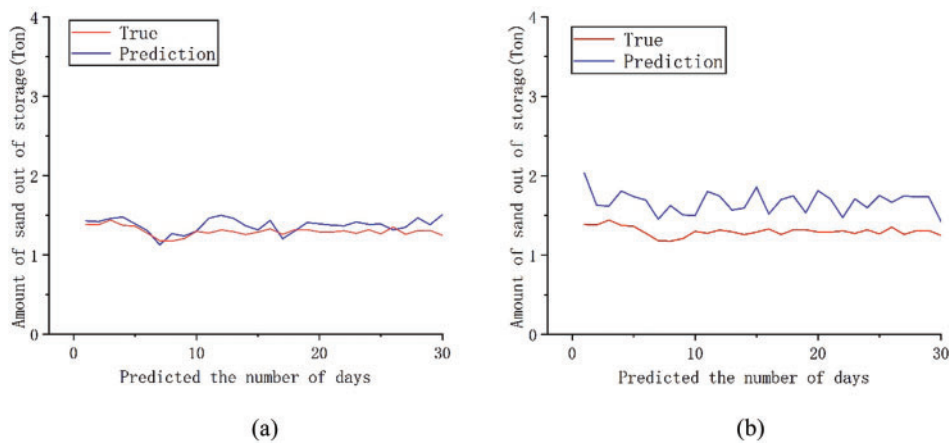 True
Prediction
Amount of sand out of storage(Ton)
4
3
2
1
0
0 10 20 30
Predicted the number of days
(a)
True
Prediction
Amount of sand out of storage(Ton)
4
3
2
1
0
0 10 20 30
Predicted the number of days
(b)